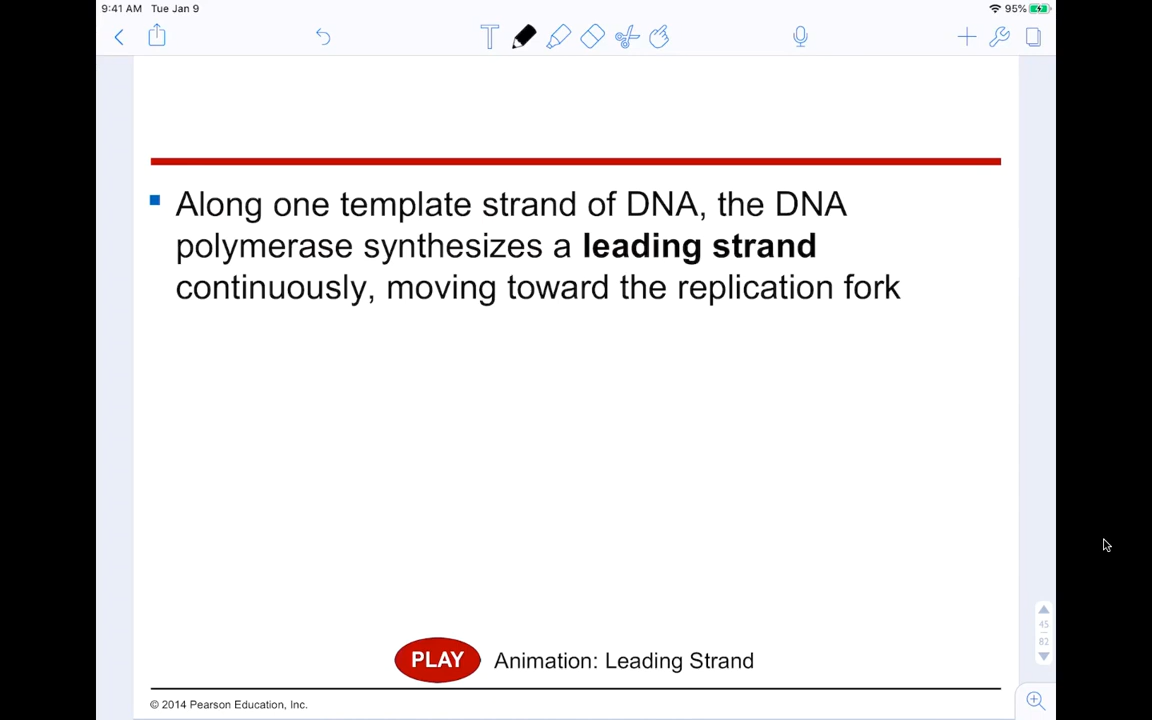 9:41 AM Tue Jan 9
95%
T
Along one template strand of DNA, the DNA
polymerase synthesizes a leading strand
continuously, moving toward the replication fork
45
82
PLAY Animation: Leading Strand
© 2014 Pearson Education, Inc.